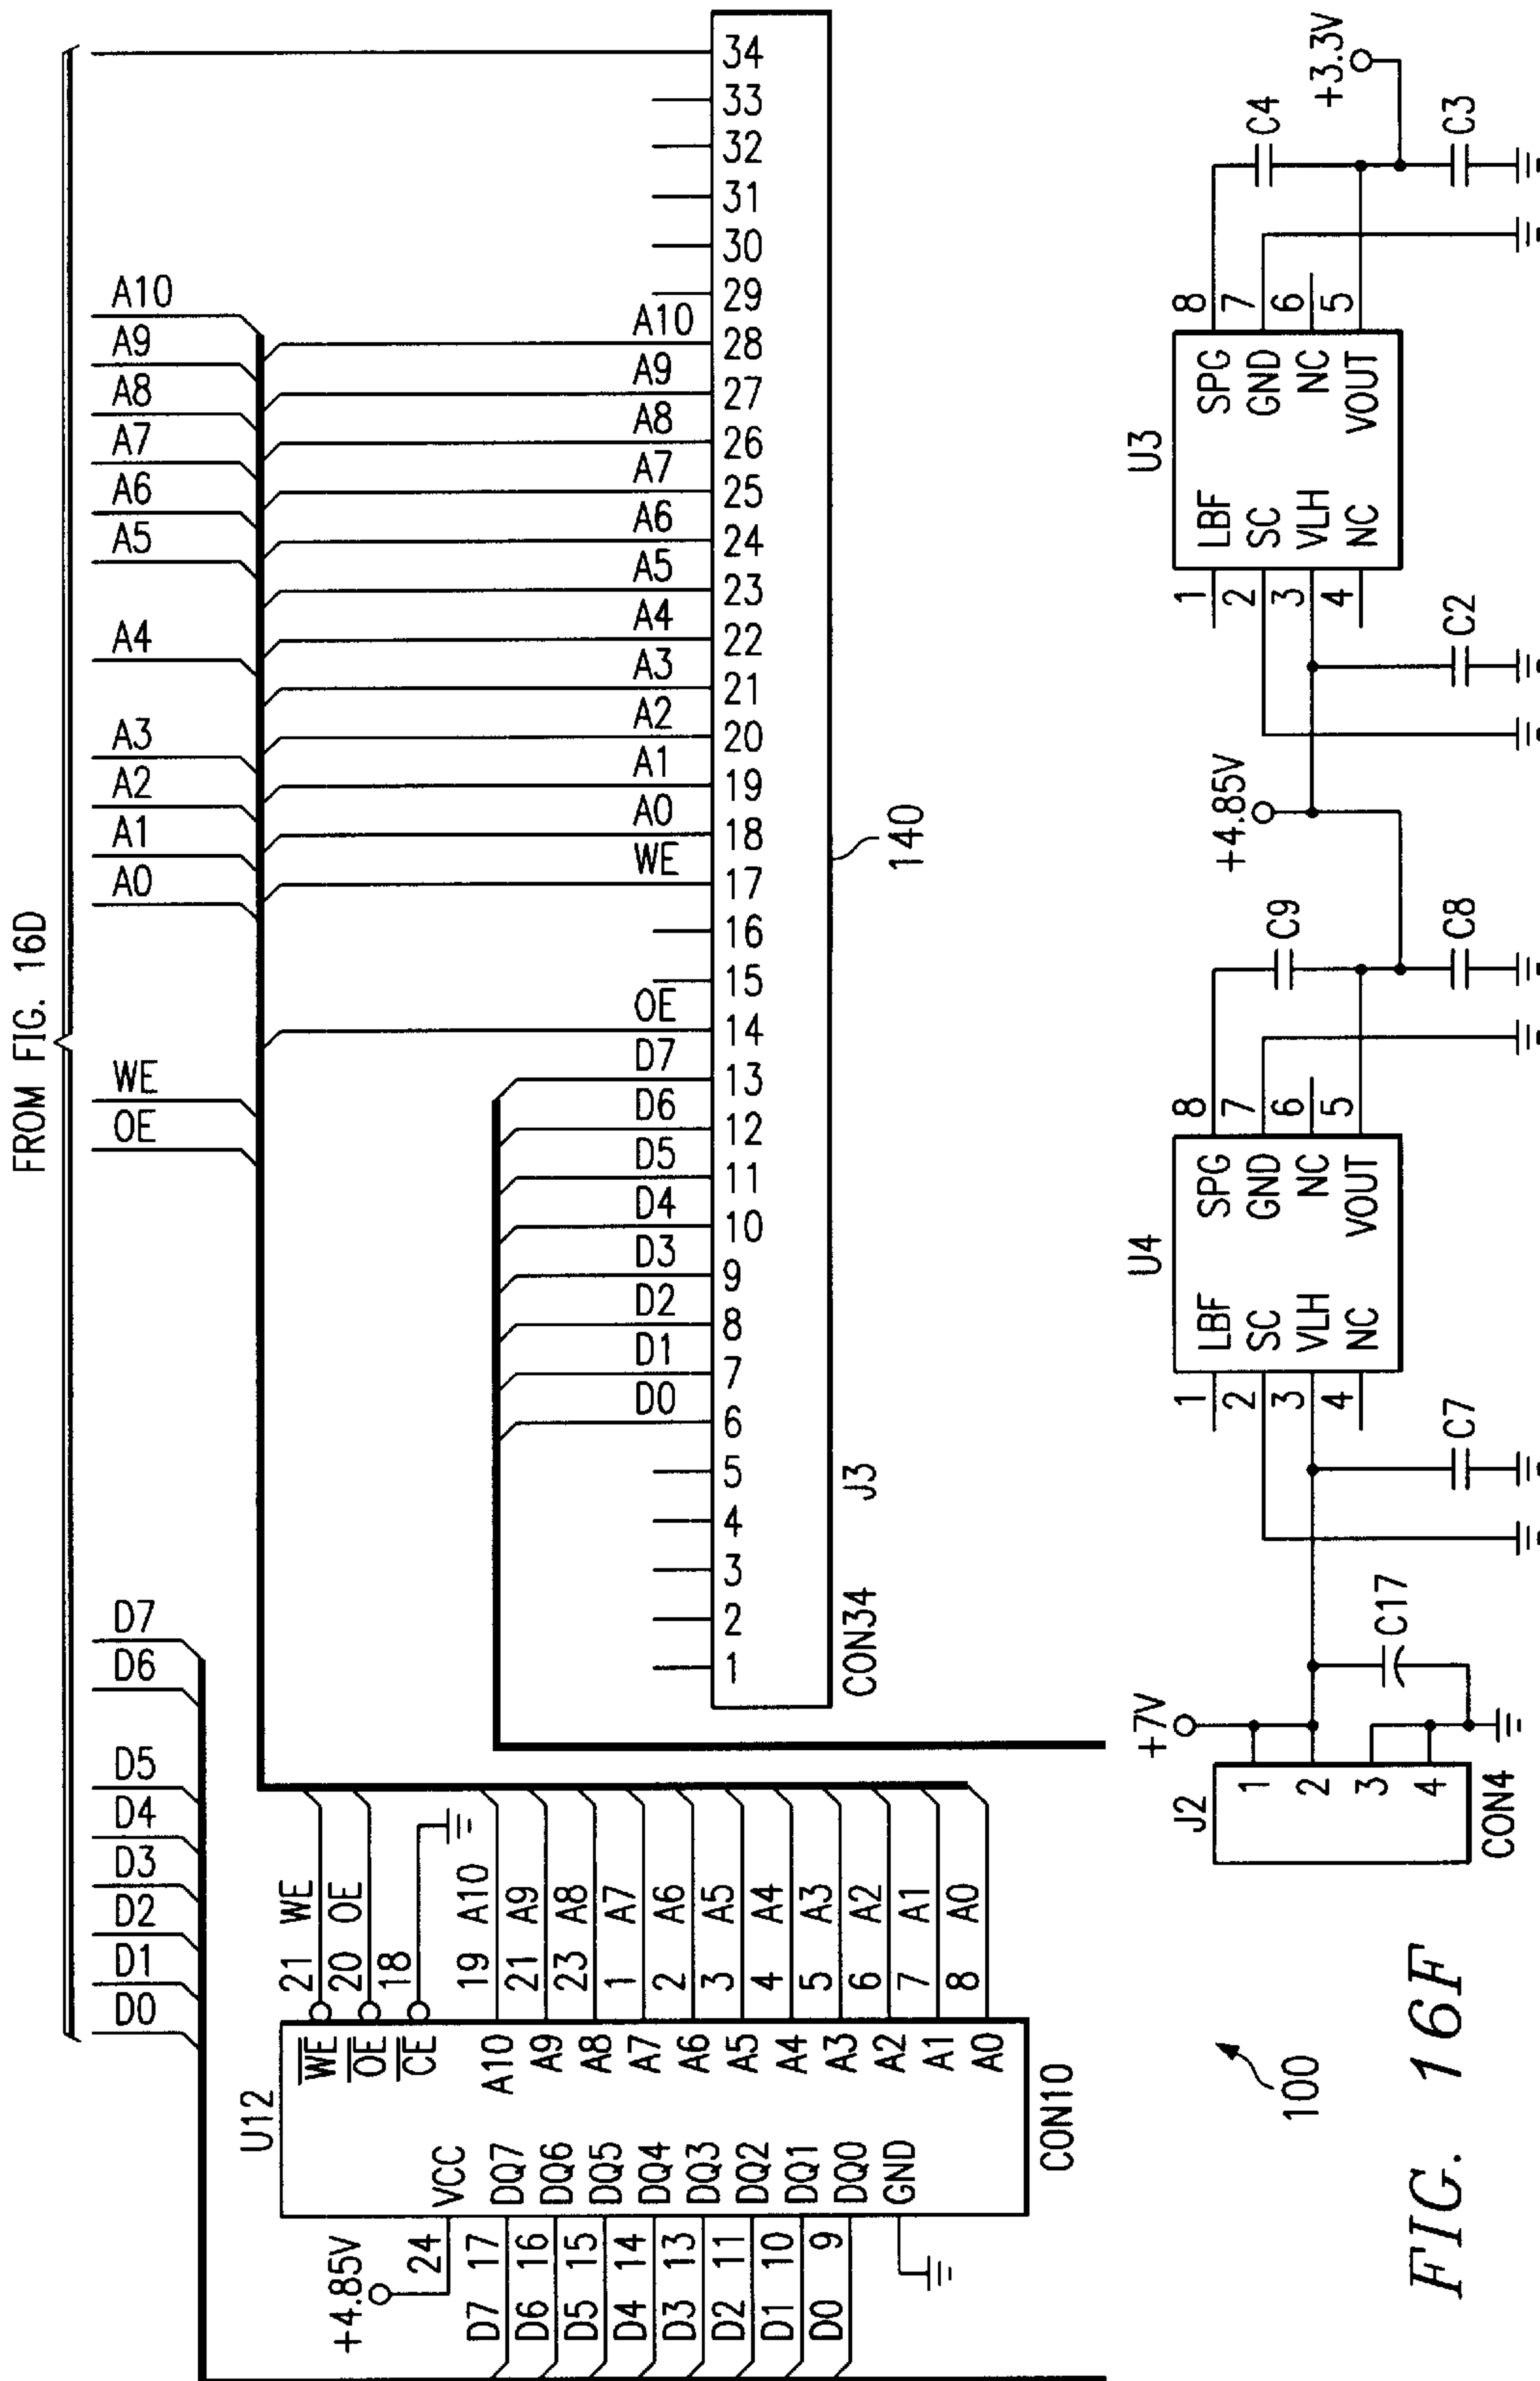 FROM FIG. 16D
D0 D1 D2 D3 D4 D5 D6 D7 OE WE A0 A1 A2 A3 A4 A5 A6 A7 A8 A9 A10
U12
+4.85V
24 VCC
D7 17 DQ7
D6 16 DQ6
D5 15 DQ5
D4 14 DQ4
D3 13 DQ3
D2 11 DQ2
D1 10 DQ1
D0 9 DQ0
GND
WE 21 WE
OE 20 OE
CE 18
A10 19 A10
A9 21 A9
A8 23 A8
A7 1 A7
A6 2 A6
A5 3 A5
A4 4 A4
A3 5 A3
A2 6 A2
A1 7 A1
A0 8 A0
CON10
D0 D1 D2 D3 D4 D5 D6 D7 OE WE A0 A1 A2 A3 A4 A5 A6 A7 A8 A9 A10
1 2 3 4 5 6 7 8 9 10 11 12 13 14 15 16 17 18 19 20 21 22 23 24 25 26 27 28 29 30 31 32 33 34
CON34 J3
140
J2
1
2
3
4
CON4
+7V
C17
C7
U4
1 LBF SPG 8
2 SC GND 7
3 VLH NC 6
4 NC VOUT 5
C9
C8
+4.85V
C2
U3
1 LBF SPG 8
2 SC GND 7
3 VLH NC 6
4 NC VOUT 5
C4
C3
+3.3V
100
FIG. 16F